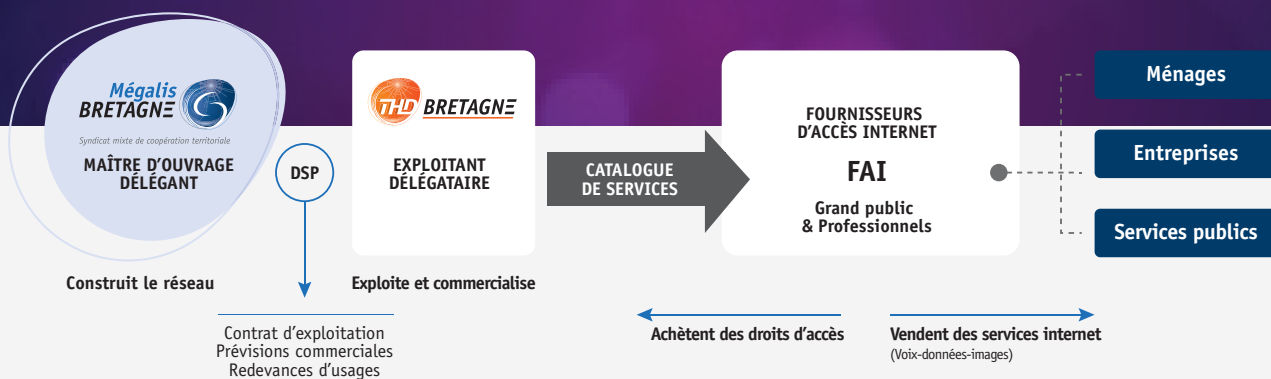 Mégalis
BRETAGNE
Syndicat mixte de coopération territoriale
MAÎTRE D'OUVRAGE
DÉLÉGANT
Construit le réseau
DSP
Contrat d'exploitation
Prévisions commerciales
Redevances d'usages
THD BRETAGNE
EXPLOITANT
DÉLÉGATAIRE
Exploite et commercialise
CATALOGUE
DE SERVICES
FOURNISSEURS
D'ACCÈS INTERNET
FAI
Grand public
& Professionnels
Achètent des droits d'accès
Vendent des services internet
(Voix-données-images)
Ménages
Entreprises
Services publics